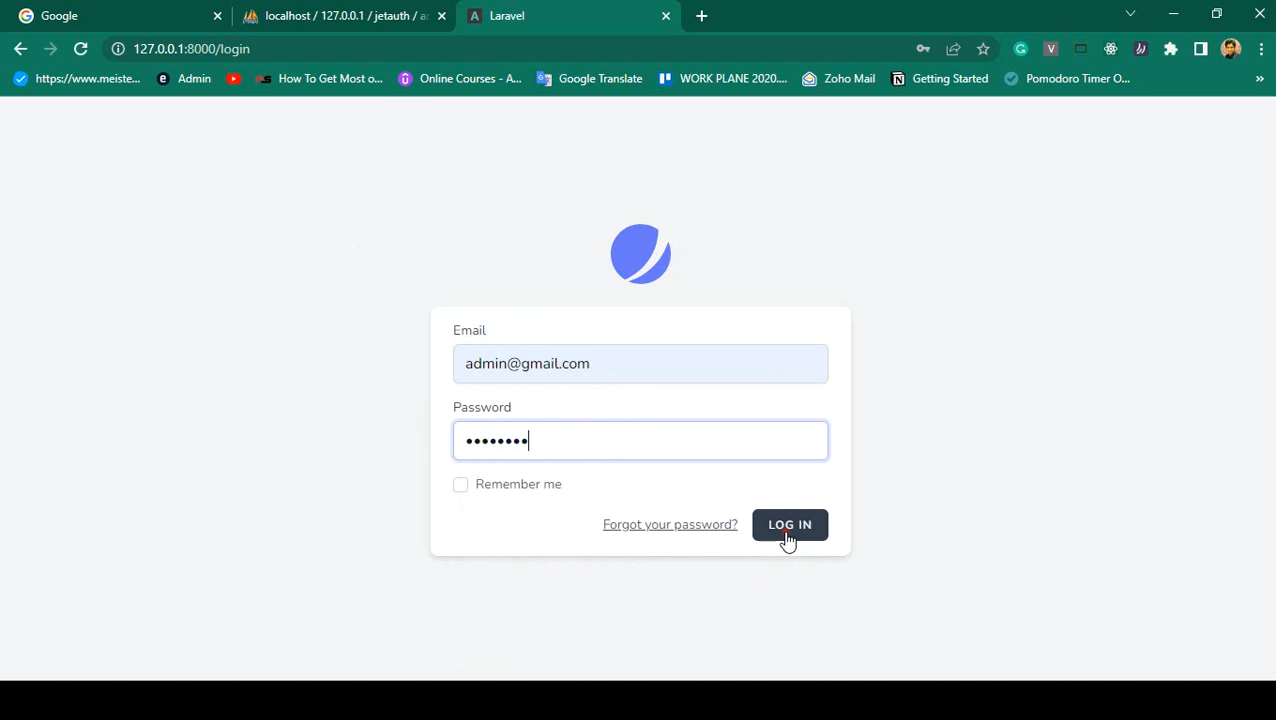 Google
localhost / 127.0.0.1 / jetauth / ac
Laravel
127.0.0.1:8000/login
https://www.meiste...
Admin
How To Get Most o...
Online Courses - A...
Google Translate
WORK PLANE 2020....
Zoho Mail
Getting Started
Pomodoro Timer O...
Email
admin@gmail.com
Password
Remember me
Forgot your password?
LOG IN